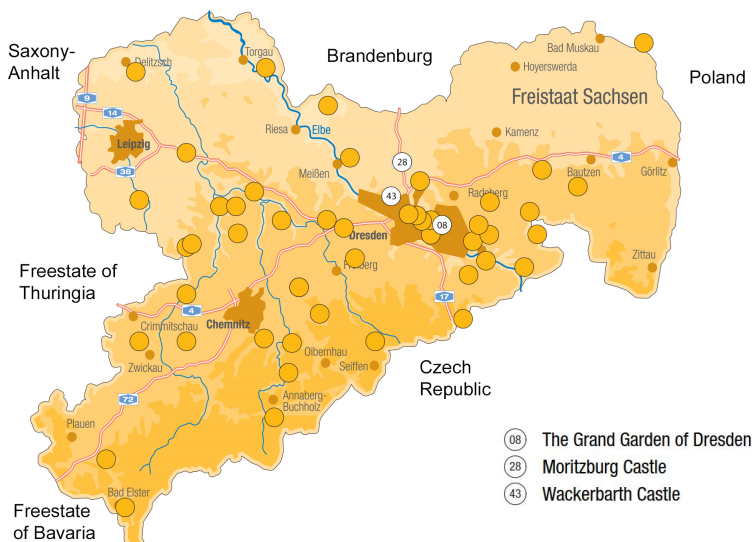 Saxony-
Anhalt
Brandenburg
Poland
Freestate of
Thuringia
Czech
Republic
Freestate
of Bavaria
Freistaat Sachsen
Delitzsch
Torgau
Bad Muskau
Hoyerswerda
9
14
Leipzig
38
Riesa
Elbe
Meißen
28
43
08
Kamenz
4
Bautzen
Görlitz
Radeberg
Dresden
Zittau
Freiberg
17
4
Crimmitschau
Chemnitz
Zwickau
Olbernhau
Seiffen
72
Annaberg-
Buchholz
Plauen
Bad Elster
08 The Grand Garden of Dresden
28 Moritzburg Castle
43 Wackerbarth Castle